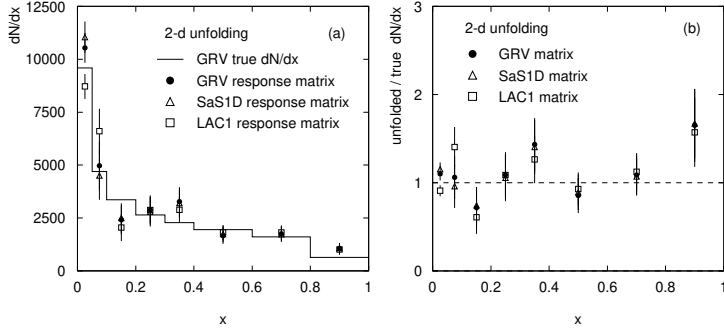 dN/dx
12500
10000
7500
5000
2500
0
0
0.2
0.4
0.6
0.8
1
x
2-d unfolding
(a)
GRV true dN/dx
GRV response matrix
SaS1D response matrix
LAC1 response matrix
unfolded / true dN/dx
2
1
0
0
0.2
0.4
0.6
0.8
1
x
2-d unfolding
(b)
GRV matrix
SaS1D matrix
LAC1 matrix